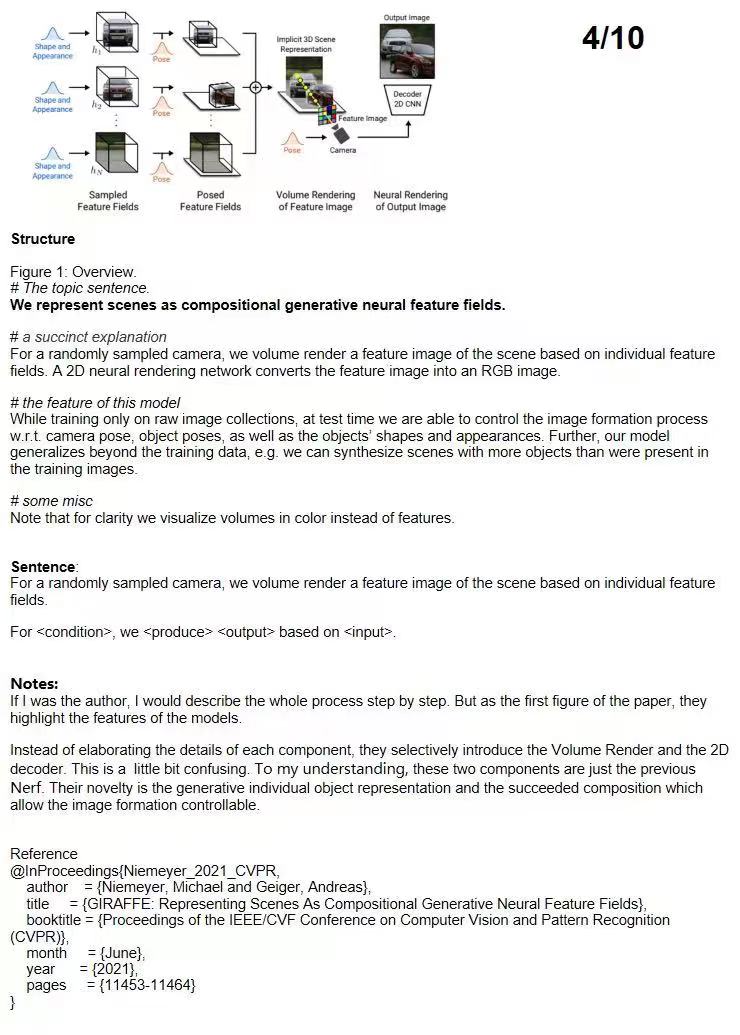 Output Image
4/10
Implicit 3D Scene
Representation
Shape and
Appearance
h1
Pose
Shape and
Appearance
h2
Pose
Decoder
2D CNN
Feature Image
Shape and
Appearance
hN
Pose
Pose
Camera
Sampled
Feature Fields
Posed
Feature Fields
Volume Rendering
of Feature Image
Neural Rendering
of Output Image
Structure
Figure 1: Overview.
# The topic sentence.
We represent scenes as compositional generative neural feature fields.
# a succinct explanation
For a randomly sampled camera, we volume render a feature image of the scene based on individual feature
fields. A 2D neural rendering network converts the feature image into an RGB image.
# the feature of this model
While training only on raw image collections, at test time we are able to control the image formation process
w.r.t. camera pose, object poses, as well as the objects' shapes and appearances. Further, our model
generalizes beyond the training data, e.g. we can synthesize scenes with more objects than were present in
the training images.
# some misc
Note that for clarity we visualize volumes in color instead of features.
Sentence:
For a randomly sampled camera, we volume render a feature image of the scene based on individual feature
fields.
For <condition>, we <produce> <output> based on <input>.
Notes:
If I was the author, I would describe the whole process step by step. But as the first figure of the paper, they
highlight the features of the models.
Instead of elaborating the details of each component, they selectively introduce the Volume Render and the 2D
decoder. This is a little bit confusing. To my understanding, these two components are just the previous
Nerf. Their novelty is the generative individual object representation and the succeeded composition which
allow the image formation controllable.
Reference
@InProceedings{Niemeyer_2021_CVPR,
author = {Niemeyer, Michael and Geiger, Andreas},
title = {GIRAFFE: Representing Scenes As Compositional Generative Neural Feature Fields},
booktitle = {Proceedings of the IEEE/CVF Conference on Computer Vision and Pattern Recognition
(CVPR)},
month = {June},
year = {2021},
pages = {11453-11464}
}